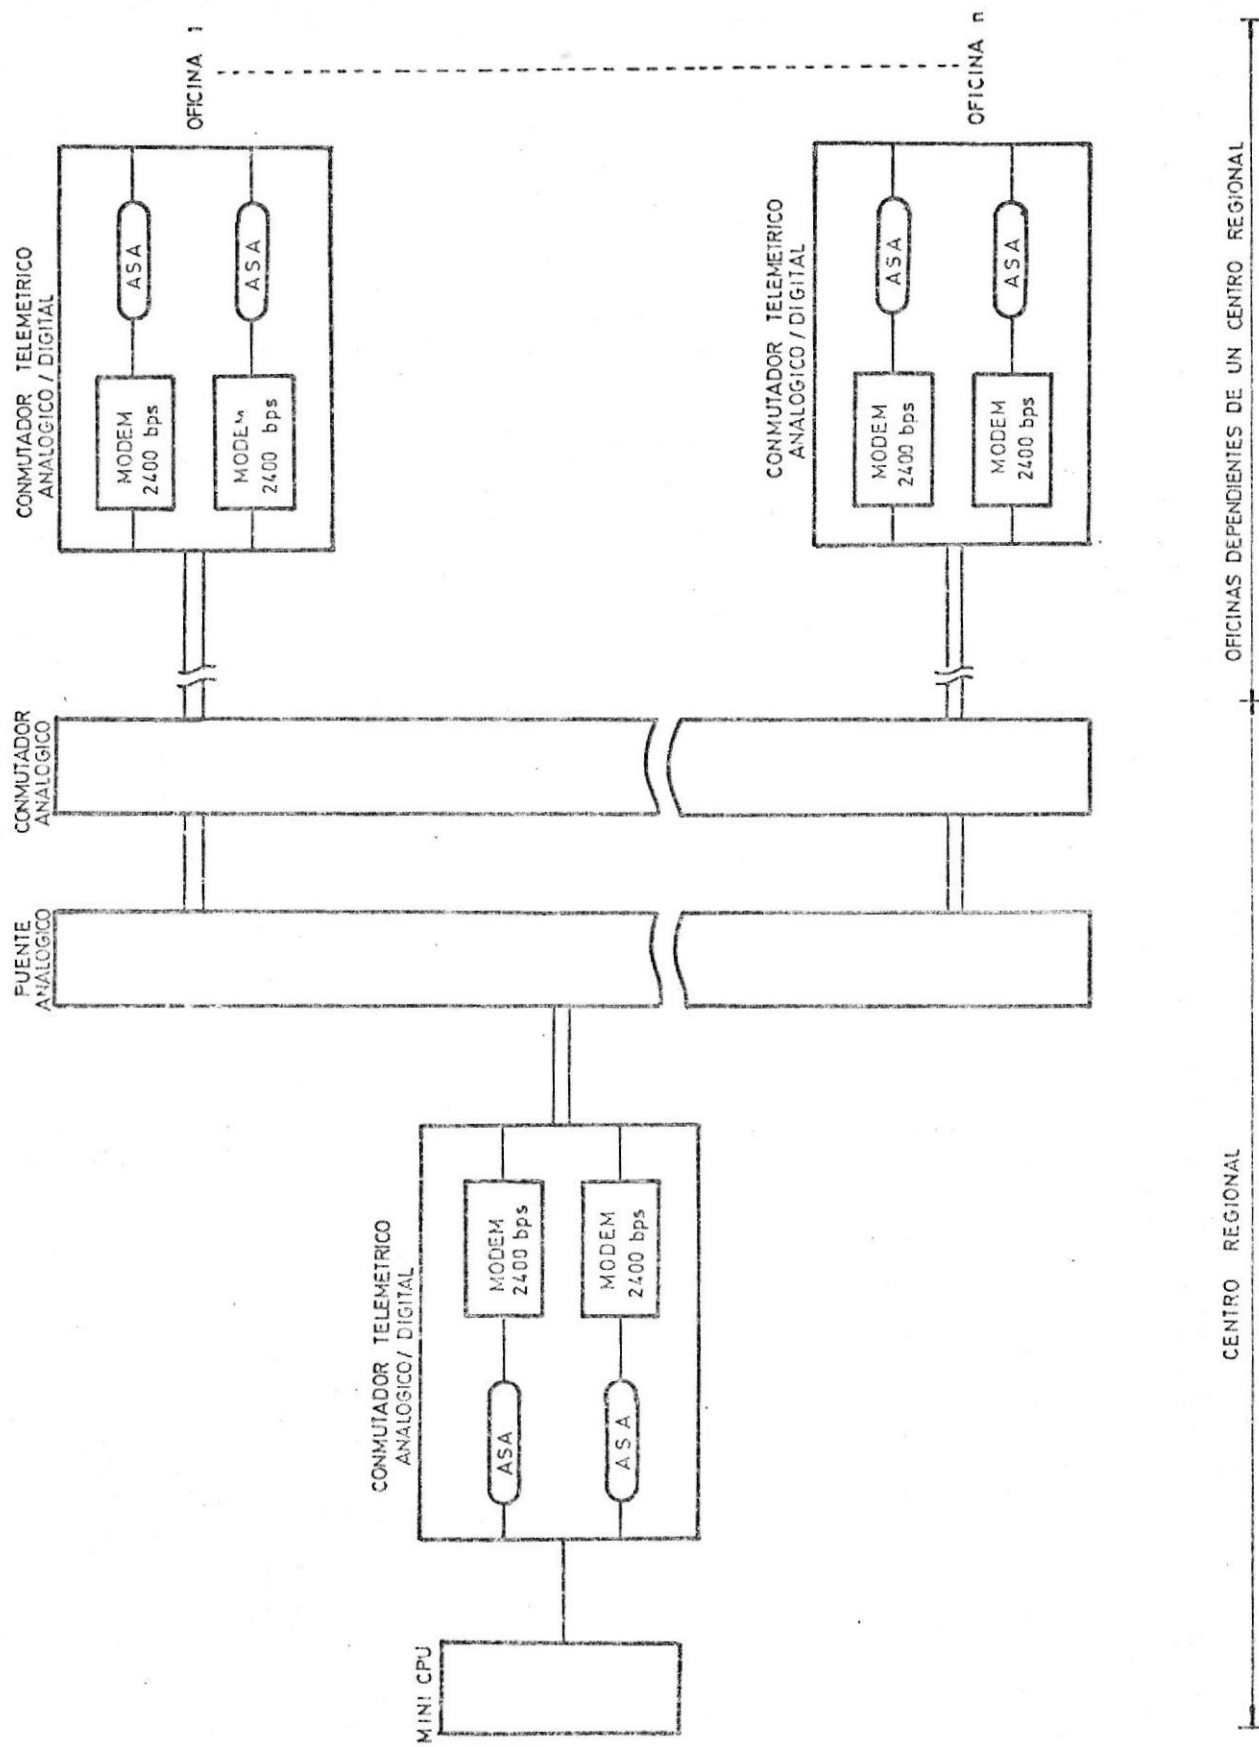 MINI CPU
CONMUTADOR TELEMETRICO
ANALOGICO / DIGITAL
ASA
MODEM
2400 bps
ASA
MODEM
2400 bps
PUENTE
ANALOGICO
CONMUTADOR
ANALOGICO
CONMUTADOR TELEMETRICO
ANALOGICO / DIGITAL
MODEM
2400 bps
ASA
MODEM
2400 bps
ASA
OFICINA 1
CONMUTADOR TELEMETRICO
ANALOGICO / DIGITAL
MODEM
2400 bps
ASA
MODEM
2400 bps
ASA
OFICINA n
CENTRO REGIONAL
OFICINAS DEPENDIENTES DE UN CENTRO REGIONAL